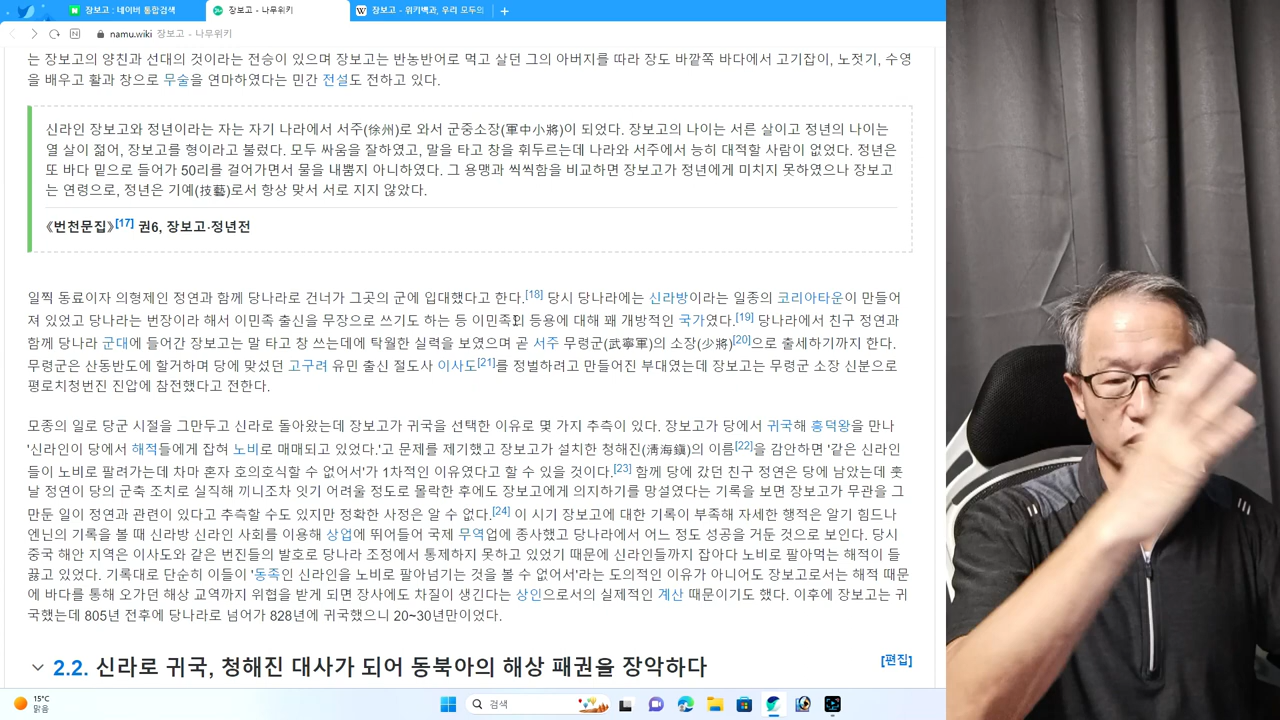 장보고 : 네이버 통합검색
장보고 - 나무위키
장보고 - 위키백과, 우리 모두의
namu.wiki 장보고 - 나무위키
는 장보고의 양친과 선대의 것이라는 전승이 있으며 장보고는 반농반어로 먹고 살던 그의 아버지를 따라 장도 바깥쪽 바다에서 고기잡이, 노젓기, 수영
을 배우고 활과 창으로 무술을 연마하였다는 민간 전설도 전하고 있다.
신라인 장보고와 정년이라는 자는 자기 나라에서 서주(徐州)로 와서 군중소장(軍中小將)이 되었다. 장보고의 나이는 서른 살이고 정년의 나이는
열 살이 젊어, 장보고를 형이라고 불렀다. 모두 싸움을 잘하였고, 말을 타고 창을 휘두르는데 나라와 서주에서 능히 대적할 사람이 없었다. 정년은
또 바다 밑으로 들어가 50리를 걸어가면서 물을 내뿜지 아니하였다. 그 용맹과 씩씩함을 비교하면 장보고가 정년에게 미치지 못하였으나 장보고
는 연령으로, 정년은 기예(技藝)로서 항상 맞서 서로 지지 않았다.
《번천문집》[17] 권6, 장보고·정년전
일찍 동료이자 의형제인 정연과 함께 당나라로 건너가 그곳의 군에 입대했다고 한다.[18] 당시 당나라에는 신라방이라는 일종의 코리아타운이 만들어
져 있었고 당나라는 번장이라 해서 이민족 출신을 무장으로 쓰기도 하는 등 이민족의 등용에 대해 꽤 개방적인 국가였다.[19] 당나라에서 친구 정연과
함께 당나라 군대에 들어간 장보고는 말 타고 창 쓰는데에 탁월한 실력을 보였으며 곧 서주 무령군(武寧軍)의 소장(少將)[20]으로 출세하기까지 한다.
무령군은 산동반도에 할거하며 당에 맞섰던 고구려 유민 출신 절도사 이사도[21]를 정벌하려고 만들어진 부대였는데 장보고는 무령군 소장 신분으로
평로치청번진 진압에 참전했다고 전한다.
모종의 일로 당군 시절을 그만두고 신라로 돌아왔는데 장보고가 귀국을 선택한 이유로 몇 가지 추측이 있다. 장보고가 당에서 귀국해 흥덕왕을 만나
'신라인이 당에서 해적들에게 잡혀 노비로 매매되고 있었다.'고 문제를 제기했고 장보고가 설치한 청해진(淸海鎭)의 이름[22]을 감안하면 '같은 신라인
들이 노비로 팔려가는데 차마 혼자 호의호식할 수 없어서'가 1차적인 이유였다고 할 수 있을 것이다.[23] 함께 당에 갔던 친구 정연은 당에 남았는데 훗
날 정연이 당의 군축 조치로 실직해 끼니조차 잇기 어려울 정도로 몰락한 후에도 장보고에게 의지하기를 망설였다는 기록을 보면 장보고가 무관을 그
만둔 일이 정연과 관련이 있다고 추측할 수도 있지만 정확한 사정은 알 수 없다.[24] 이 시기 장보고에 대한 기록이 부족해 자세한 행적은 알기 힘드나
엔닌의 기록을 볼 때 신라방 신라인 사회를 이용해 상업에 뛰어들어 국제 무역업에 종사했고 당나라에서 어느 정도 성공을 거둔 것으로 보인다. 당시
중국 해안 지역은 이사도와 같은 번진들의 발호로 당나라 조정에서 통제하지 못하고 있었기 때문에 신라인들까지 잡아다 노비로 팔아먹는 해적이 들
끓고 있었다. 기록대로 단순히 이들이 '동족인 신라인을 노비로 팔아넘기는 것을 볼 수 없어서'라는 도의적인 이유가 아니어도 장보고로서는 해적 때문
에 바다를 통해 오가던 해상 교역까지 위협을 받게 되면 장사에도 차질이 생긴다는 상인으로서의 실제적인 계산 때문이기도 했다. 이후에 장보고는 귀
국했는데 805년 전후에 당나라로 넘어가 828년에 귀국했으니 20~30년만이었다.
2.2. 신라로 귀국, 청해진 대사가 되어 동북아의 해상 패권을 장악하다
[편집]
15°C
맑음
검색